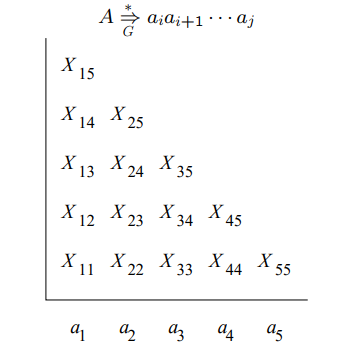 A ⇒* G aᵢaᵢ₊₁ ⋯ aⱼ
X₁₅
X₁₄ X₂₅
X₁₃ X₂₄ X₃₅
X₁₂ X₂₃ X₃₄ X₄₅
X₁₁ X₂₂ X₃₃ X₄₄ X₅₅
a₁ a₂ a₃ a₄ a₅